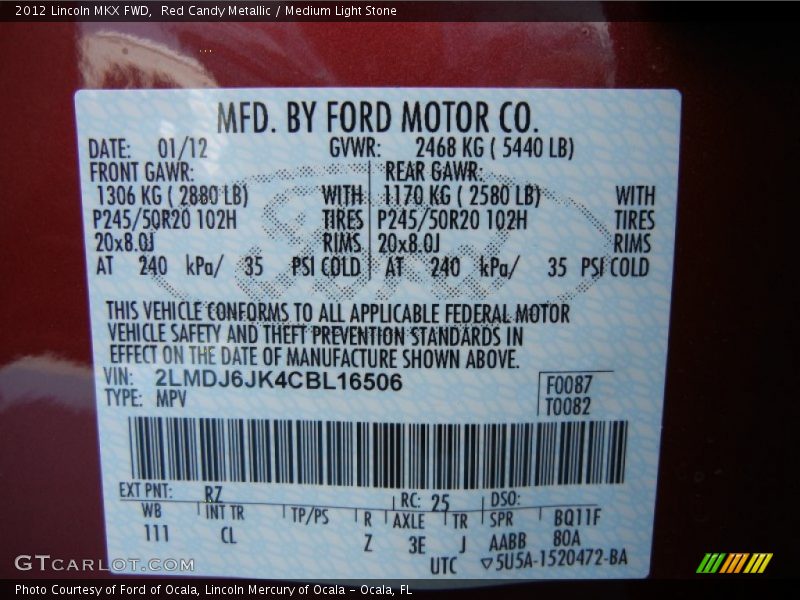 2012 Lincoln MKX FWD, Red Candy Metallic / Medium Light Stone
MFD. BY FORD MOTOR CO.
DATE: 01/12 GVWR: 2468 KG ( 5440 LB)
FRONT GAWR: REAR GAWR:
1306 KG ( 2880 LB) WITH 1170 KG ( 2580 LB) WITH
P245/50R20 102H TIRES P245/50R20 102H TIRES
20x8.0J RIMS 20x8.0J RIMS
AT 240 kPa/ 35 PSI COLD AT 240 kPa/ 35 PSI COLD
Ford
THIS VEHICLE CONFORMS TO ALL APPLICABLE FEDERAL MOTOR
VEHICLE SAFETY AND THEFT PREVENTION STANDARDS IN
EFFECT ON THE DATE OF MANUFACTURE SHOWN ABOVE.
VIN: 2LMDJ6JK4CBL16506 F0087
TYPE: MPV T0082
EXT PNT: RZ RC: 25 DSO:
WB INT TR TP/PS R AXLE TR SPR BQ11F
111 CL Z 3E J AABB 80A
UTC ▽5U5A-1520472-BA
GTCARLOT.COM
Photo Courtesy of Ford of Ocala, Lincoln Mercury of Ocala - Ocala, FL